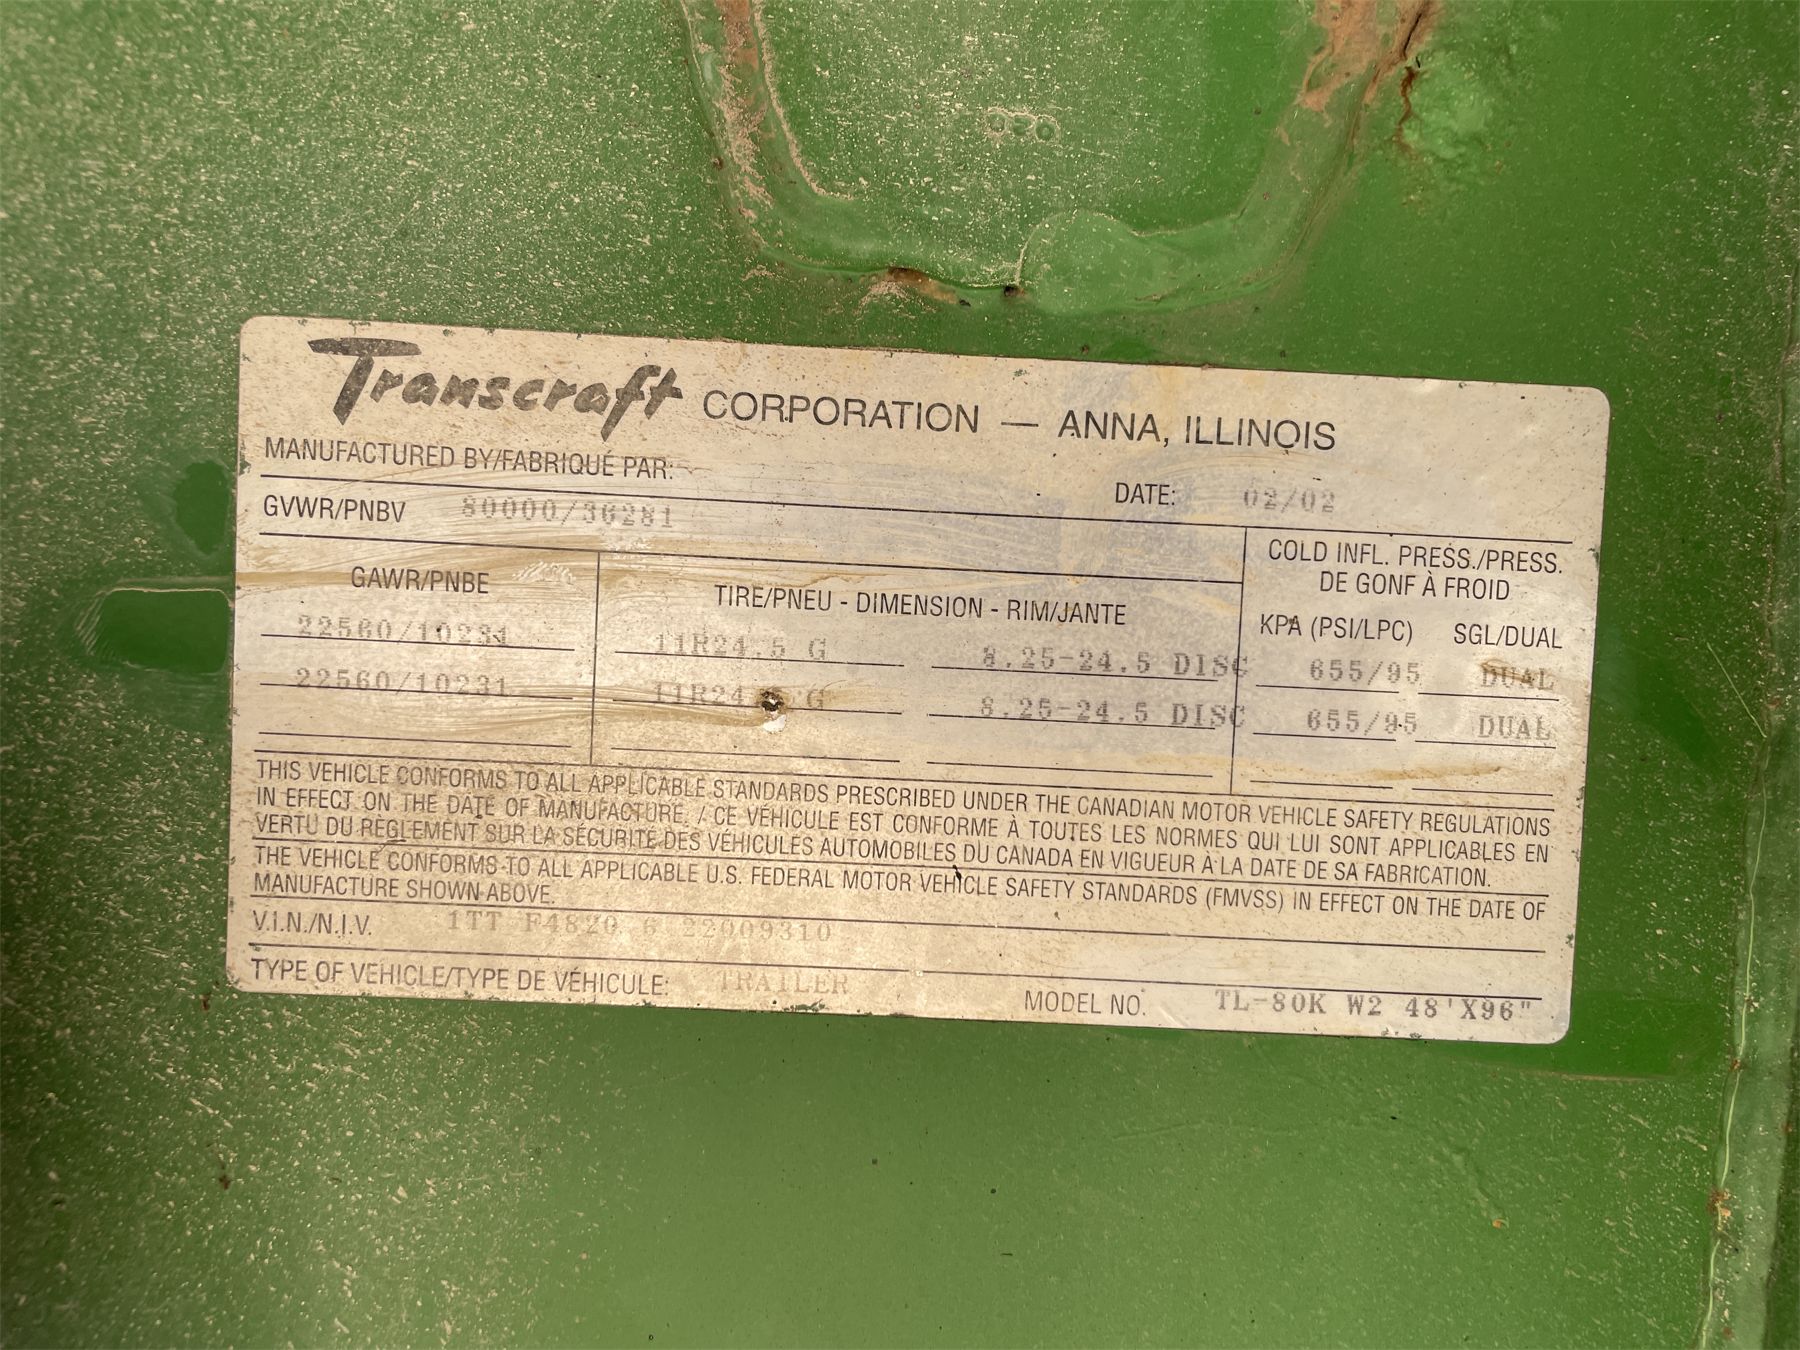 Transcraft CORPORATION — ANNA, ILLINOIS
MANUFACTURED BY/FABRIQUÉ PAR:
DATE: 02/02
GVWR/PNBV 80000/36281
COLD INFL. PRESS./PRESS.
DE GONF À FROID
GAWR/PNBE TIRE/PNEU - DIMENSION - RIM/JANTE KPA (PSI/LPC) SGL/DUAL
22560/10231 11R24.5 G 8.25-24.5 DISC 655/95 DUAL
22560/10231 11R24.5 G 8.25-24.5 DISC 655/95 DUAL
THIS VEHICLE CONFORMS TO ALL APPLICABLE STANDARDS PRESCRIBED UNDER THE CANADIAN MOTOR VEHICLE SAFETY REGULATIONS
IN EFFECT ON THE DATE OF MANUFACTURE. / CE VÉHICULE EST CONFORME À TOUTES LES NORMES QUI LUI SONT APPLICABLES EN
VERTU DU RÈGLEMENT SUR LA SÉCURITÉ DES VÉHICULES AUTOMOBILES DU CANADA EN VIGUEUR À LA DATE DE SA FABRICATION.
THE VEHICLE CONFORMS TO ALL APPLICABLE U.S. FEDERAL MOTOR VEHICLE SAFETY STANDARDS (FMVSS) IN EFFECT ON THE DATE OF
MANUFACTURE SHOWN ABOVE.
V.I.N./N.I.V. 1TT F4820 6 22009310
TYPE OF VEHICLE/TYPE DE VÉHICULE: TRAILER
MODEL NO. TL-80K W2 48'X96"